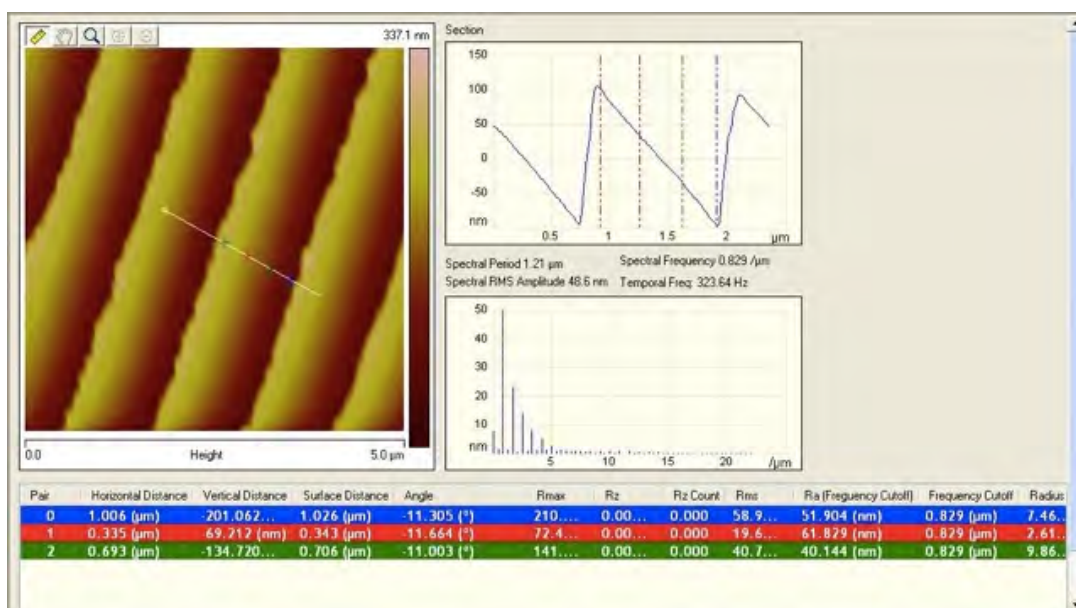 337.1 nm
0.0 Height 5.0 µm
Section
150
100
50
0
-50
nm
0.5 1 1.5 2 µm
Spectral Period 1.21 µm Spectral Frequency 0.829 /µm
Spectral RMS Amplitude 48.6 nm Temporal Freq: 323.64 Hz
50
40
30
20
10
nm
5 10 15 20 /µm
Pair Horizontal Distance Vertical Distance Surface Distance Angle Rmax Rz Rz Count Rms Ra (Freguency Cutoff) Frequency Cutoff Radius
0 1.006 (µm) -201.062... 1.026 (µm) -11.305 (°) 210.... 0.00... 0.000 58.9... 51.904 (nm) 0.829 (µm) 7.46..
1 0.335 (µm) 69.212 (nm) 0.343 (µm) -11.664 (°) 72.4... 0.00... 0.000 19.6... 61.829 (nm) 0.829 (µm) 2.61..
2 0.693 (µm) -134.720... 0.706 (µm) -11.003 (°) 141.... 0.00... 0.000 40.7... 40.144 (nm) 0.829 (µm) 9.86..